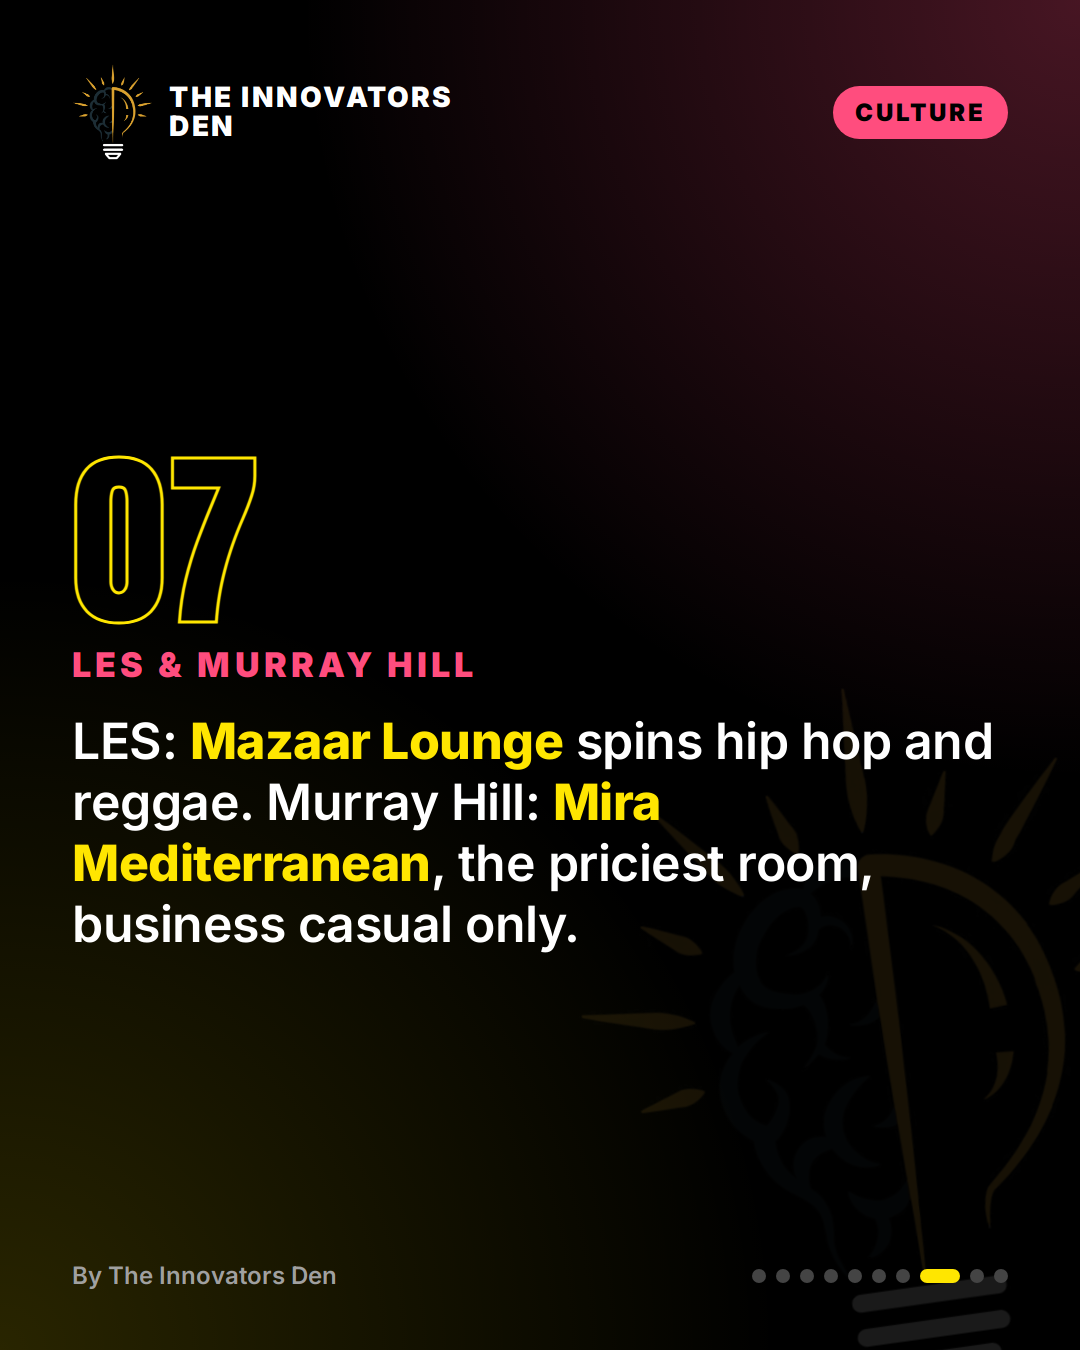 THE INNOVATORS
DEN
CULTURE
07
LES & MURRAY HILL
LES: Mazaar Lounge spins hip hop and
reggae. Murray Hill: Mira
Mediterranean, the priciest room,
business casual only.
By The Innovators Den